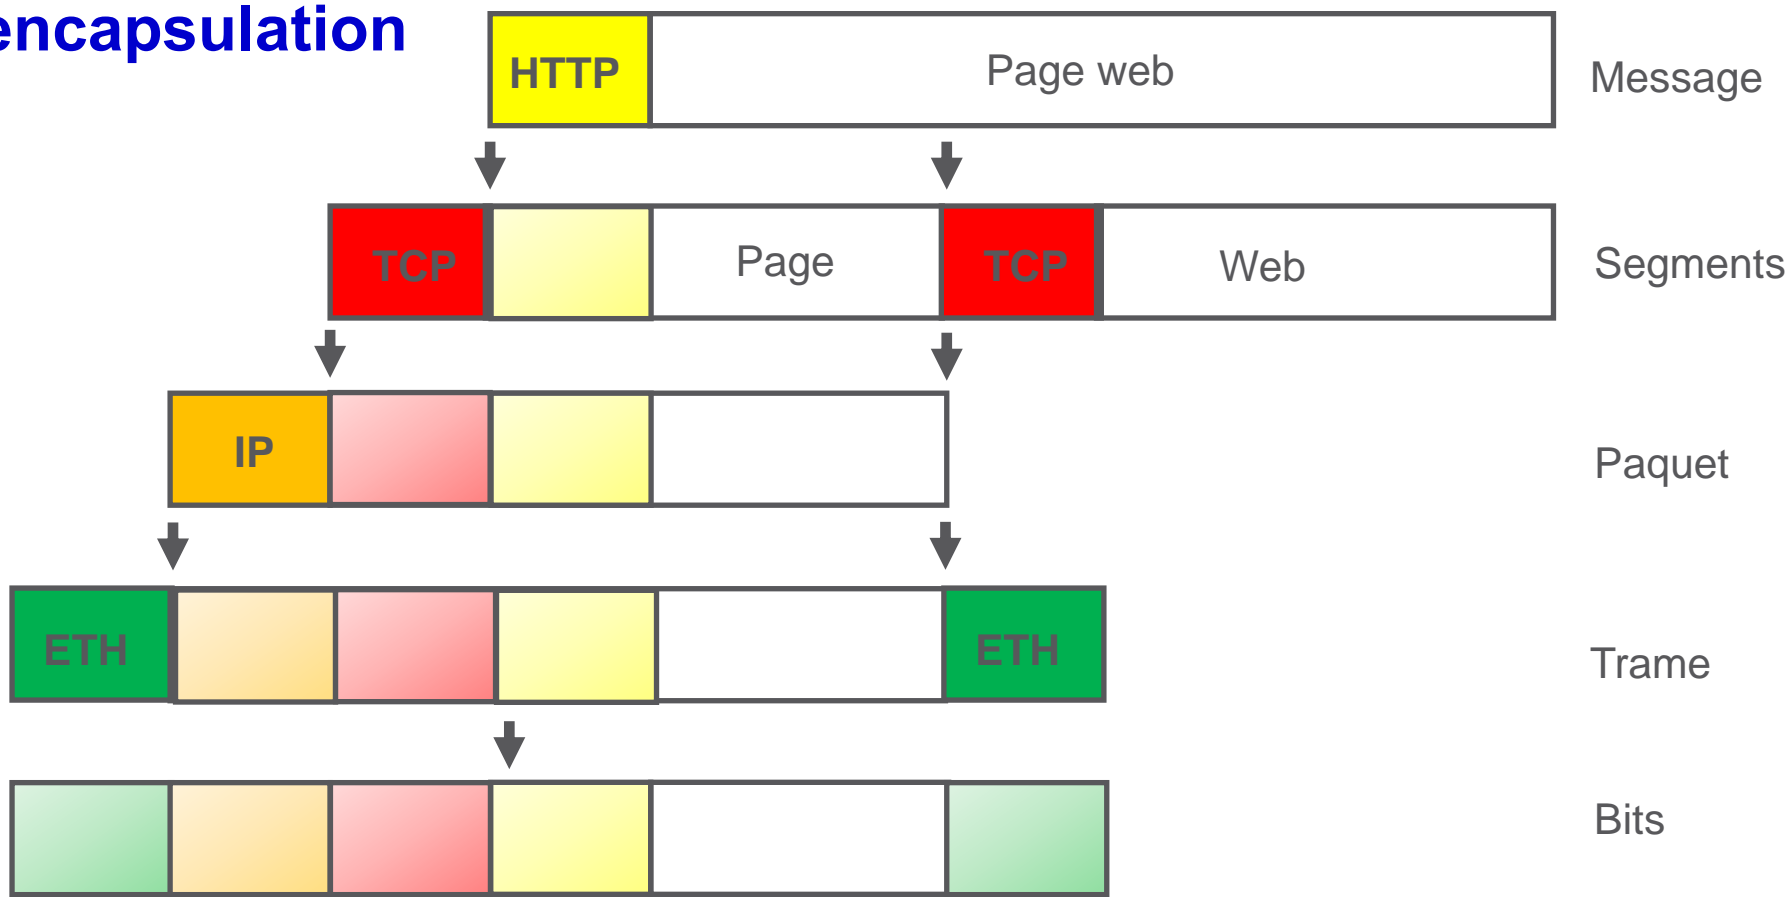 encapsulation
HTTP Page web Message
TCP Page TCP Web Segments
IP Paquet
ETH ETH Trame
Bits